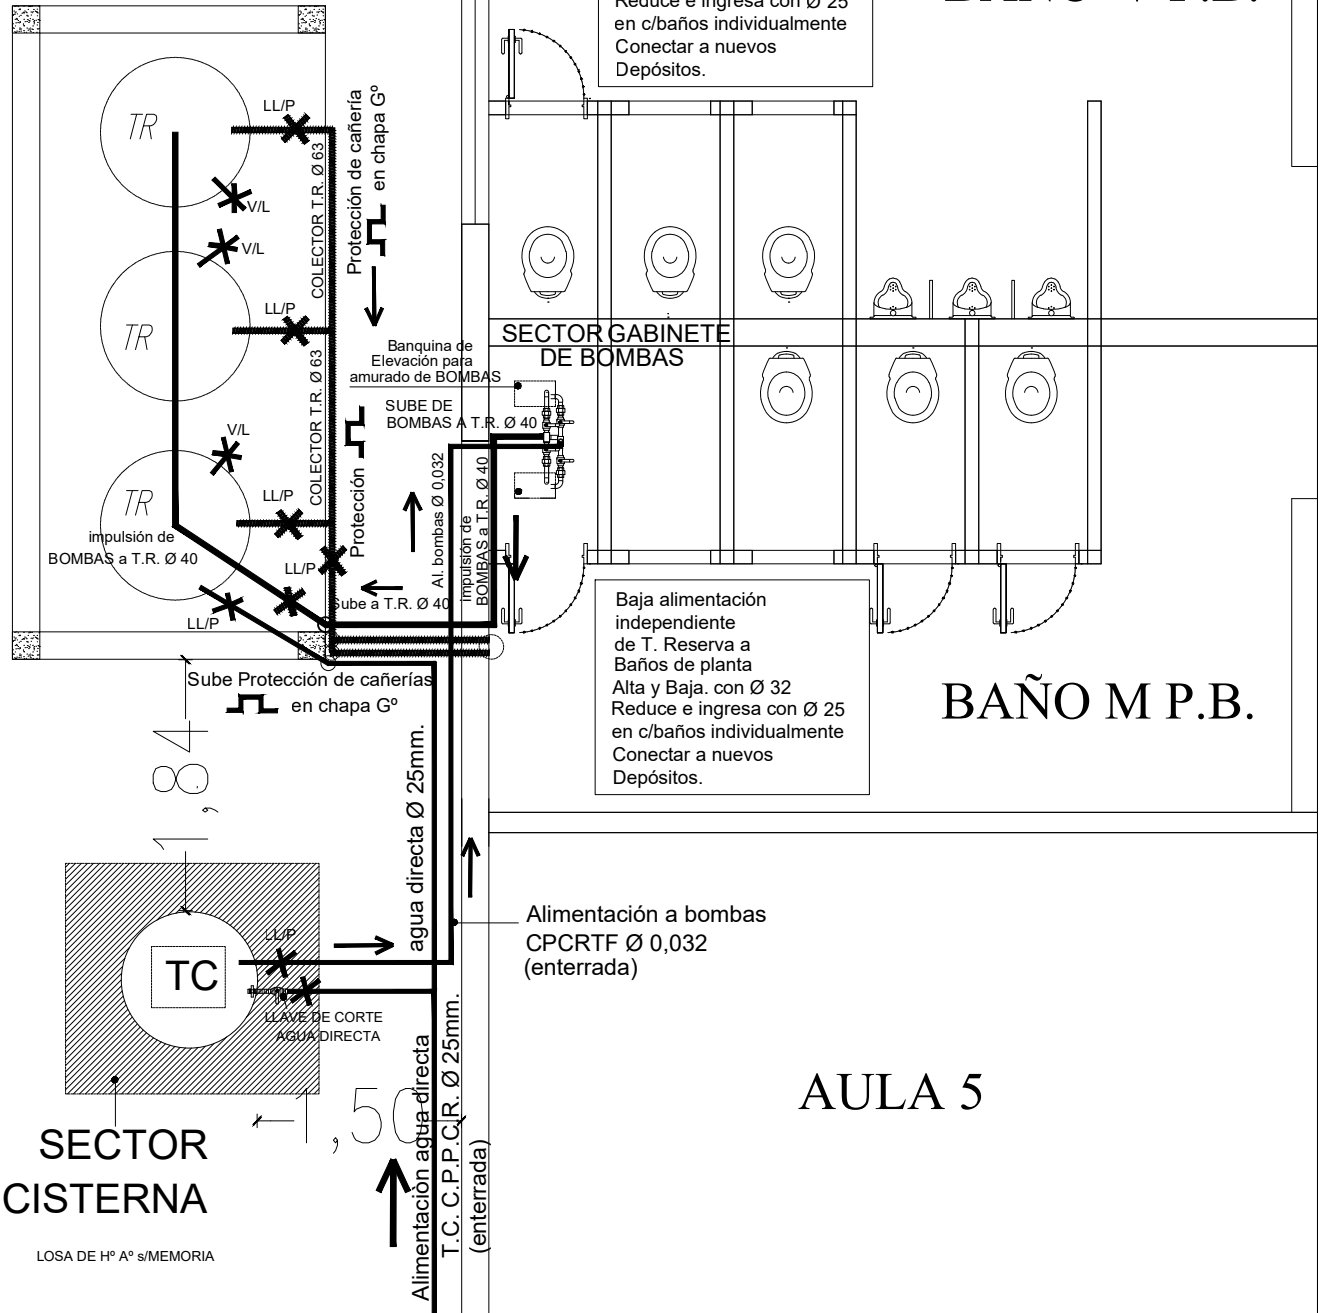 Reduce e ingresa con Ø 25
en c/baños individualmente
Conectar a nuevos
Depósitos.
TR
LL/P
V/L
V/L
COLECTOR T.R. Ø 63
Protección de cañería
en chapa Gº
TR
LL/P
COLECTOR T.R. Ø 63
SECTOR GABINETE
DE BOMBAS
Banquina de
Elevación para
amurado de BOMBAS
SUBE DE
BOMBAS A T.R. Ø 40
V/L
TR
LL/P
Protección
Al. bombas Ø 0,032
impulsión de
BOMBAS a T.R. Ø 40
impulsión de
BOMBAS a T.R. Ø 40
LL/P
Sube a T.R. Ø 40
LL/P
Baja alimentación
independiente
de T. Reserva a
Baños de planta
Alta y Baja. con Ø 32
Reduce e ingresa con Ø 25
en c/baños individualmente
Conectar a nuevos
Depósitos.
BAÑO M P.B.
Sube Protección de cañerías
en chapa Gº
1,84
agua directa Ø 25mm.
Alimentación a bombas
CPCRTF Ø 0,032
(enterrada)
LL/P
TC
LLAVE DE CORTE
AGUA DIRECTA
1,50
Alimentación agua directa
T.C. C.P.P.C.R. Ø 25mm.
(enterrada)
AULA 5
SECTOR
CISTERNA
LOSA DE Hº Aº s/MEMORIA